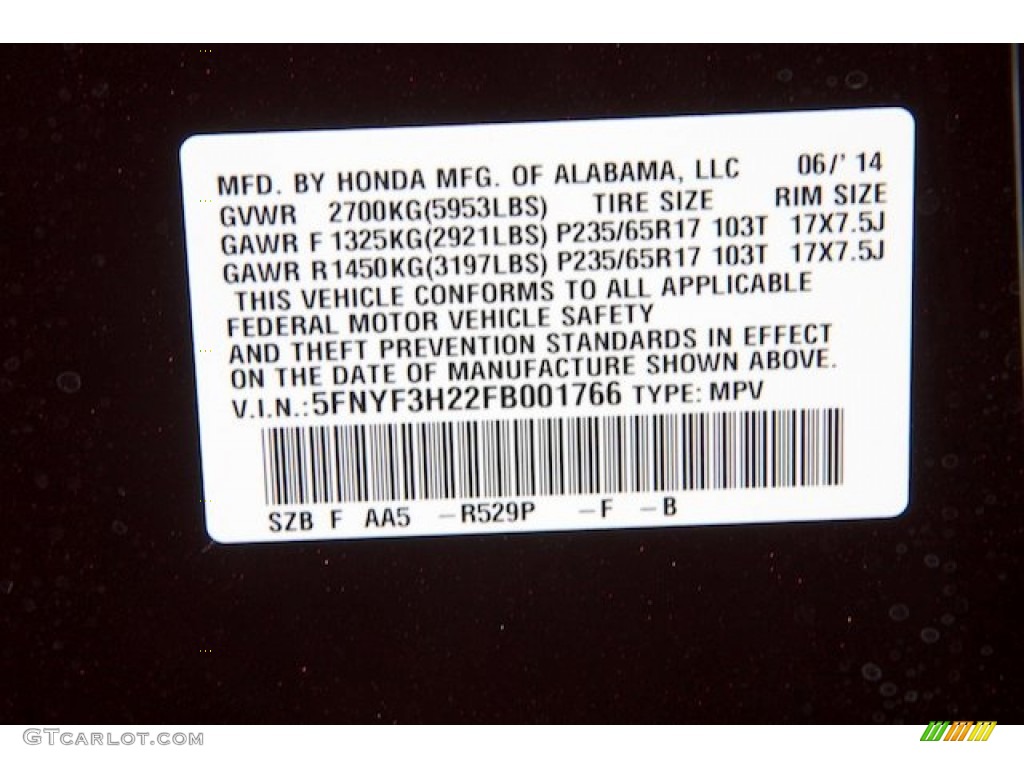 MFD. BY HONDA MFG. OF ALABAMA, LLC 06/' 14
GVWR 2700KG(5953LBS) TIRE SIZE RIM SIZE
GAWR F 1325KG(2921LBS) P235/65R17 103T 17X7.5J
GAWR R1450KG(3197LBS) P235/65R17 103T 17X7.5J
THIS VEHICLE CONFORMS TO ALL APPLICABLE
FEDERAL MOTOR VEHICLE SAFETY
AND THEFT PREVENTION STANDARDS IN EFFECT
ON THE DATE OF MANUFACTURE SHOWN ABOVE.
V.I.N.:5FNYF3H22FB001766 TYPE: MPV
SZB F AA5 -R529P -F -B
GTCARLOT.COM